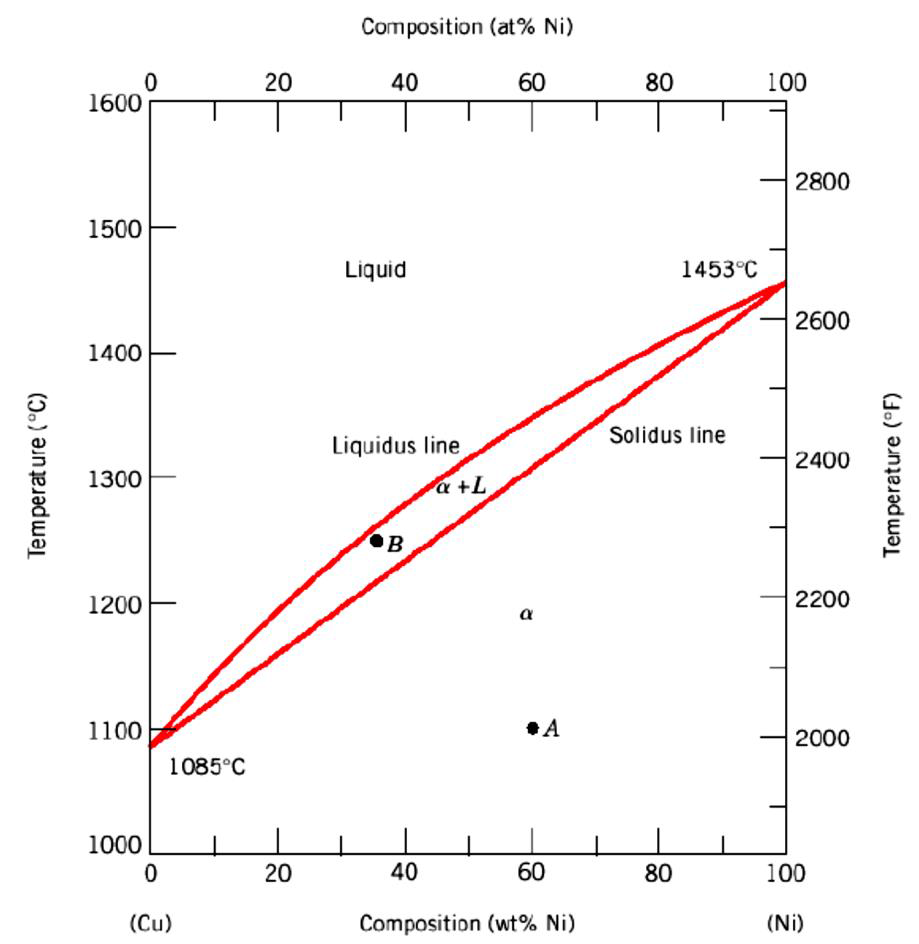 Composition (at% Ni)
0 20 40 60 80 100
1600
2800
1500
Liquid
1453°C
2600
1400
Temperature (°C)
Temperature (°F)
Liquidus line
Solidus line
2400
1300
α + L
B
1200
α
2200
1100
A
2000
1085°C
1000
0 20 40 60 80 100
(Cu) Composition (wt% Ni) (Ni)